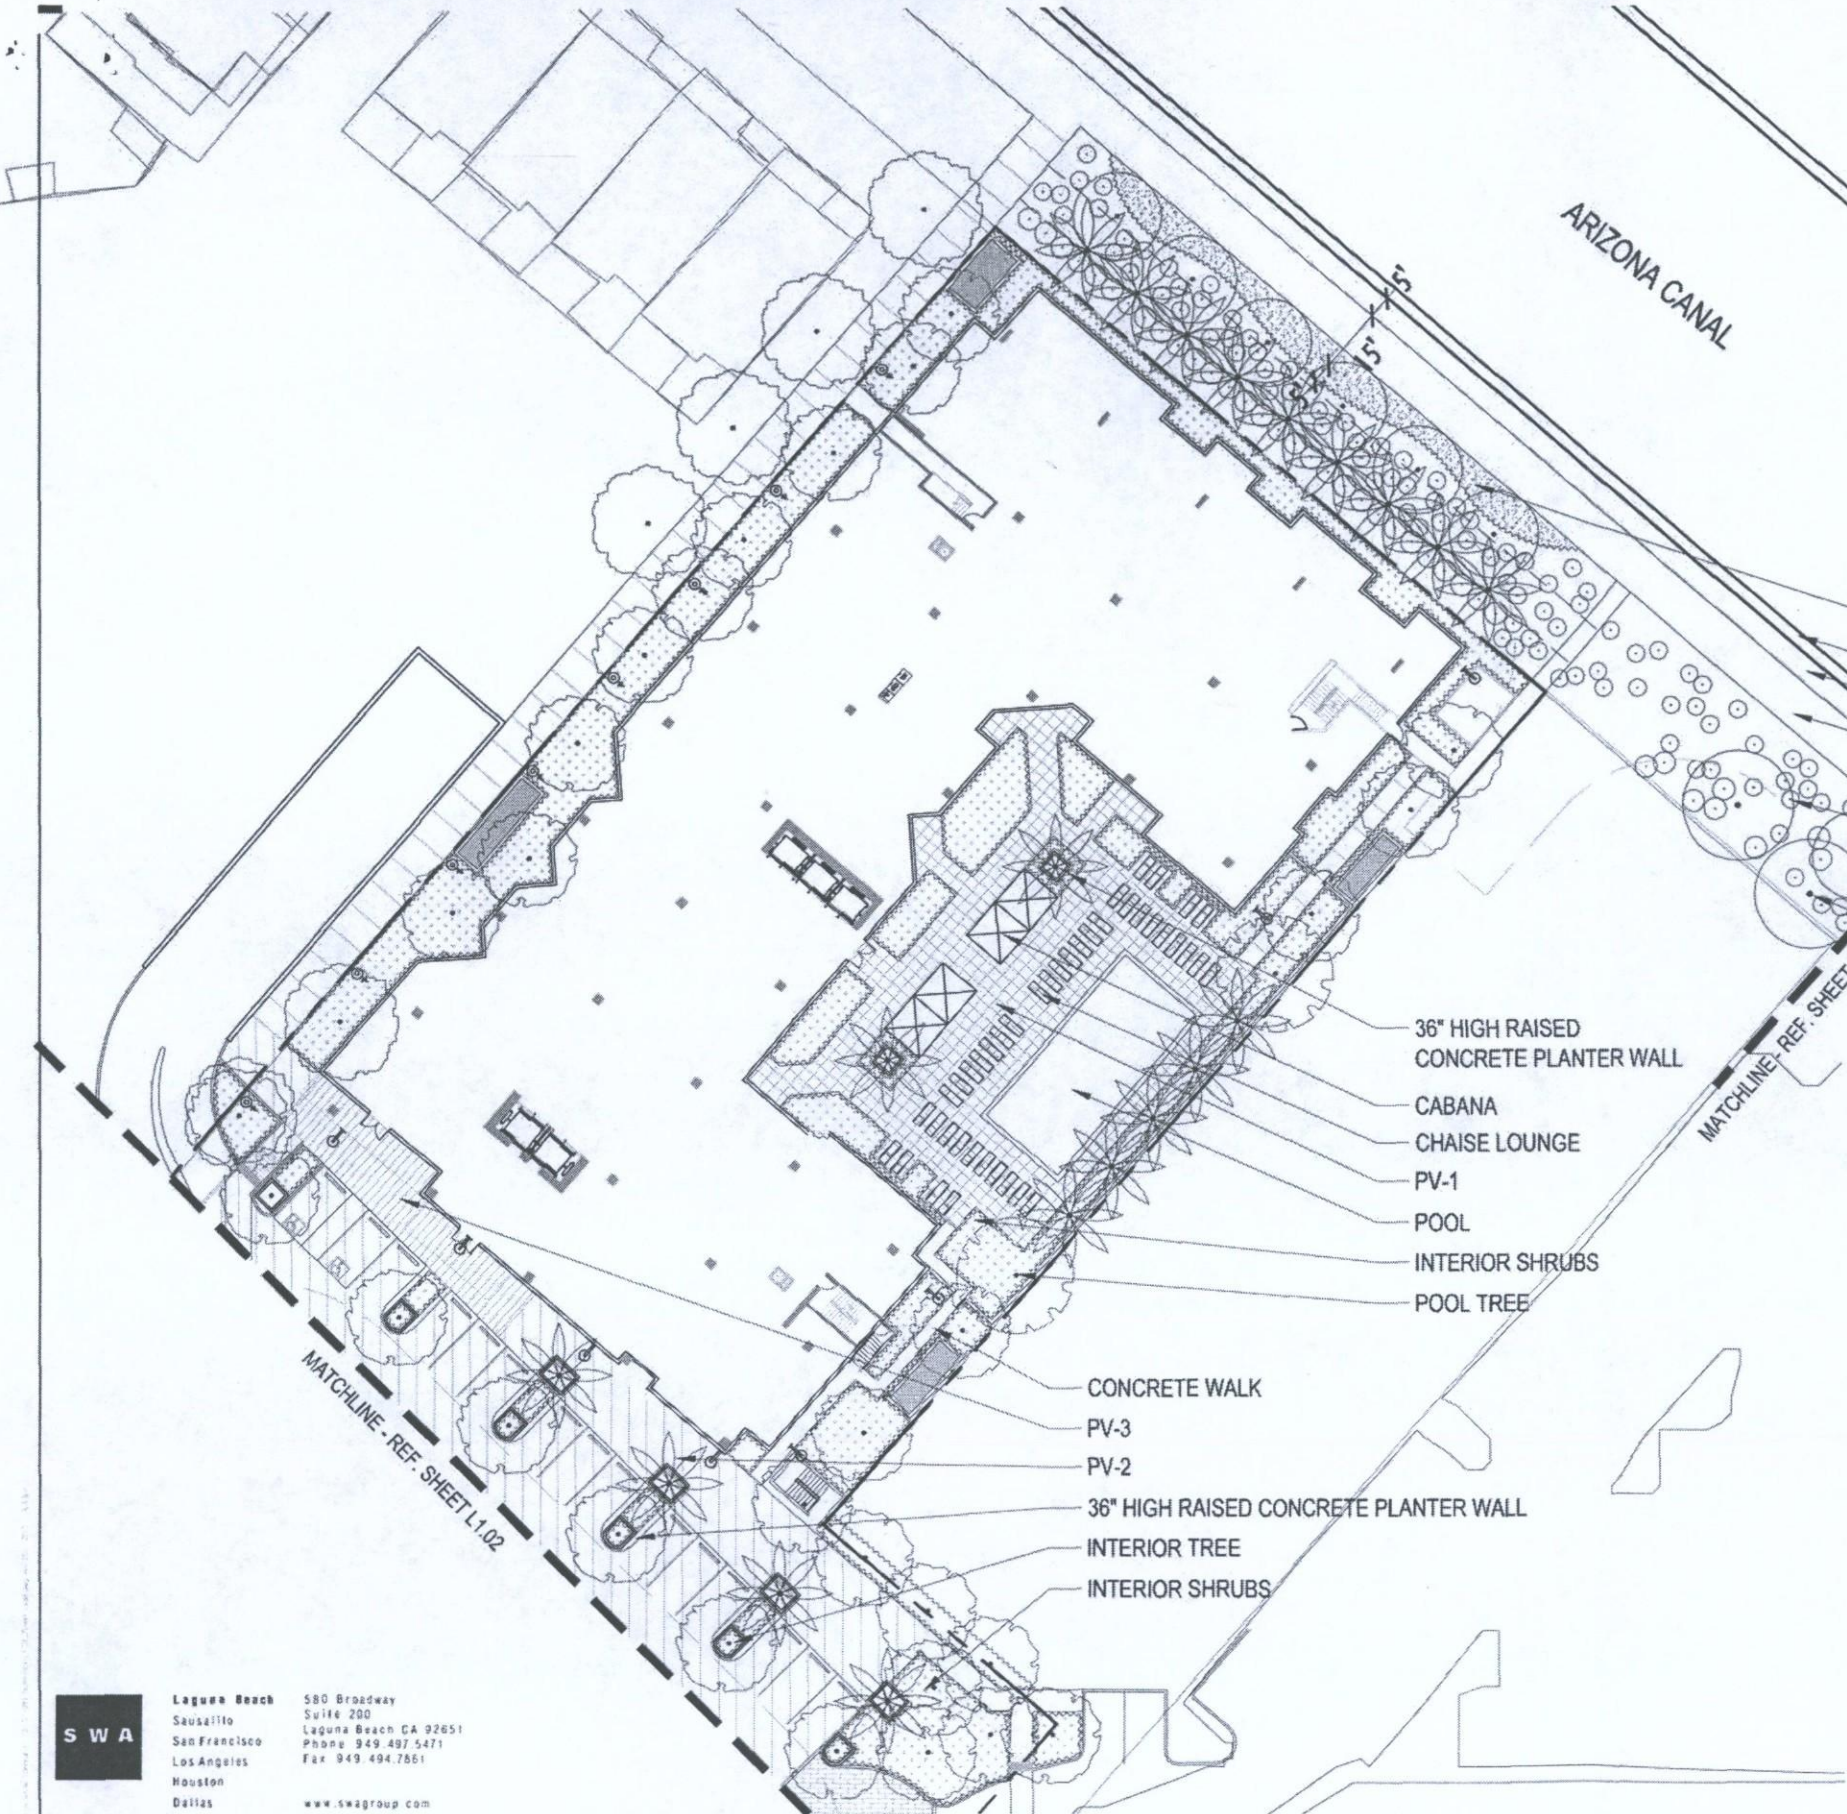 ARIZONA CANAL
5'
15'
5'
36" HIGH RAISED
CONCRETE PLANTER WALL
CABANA
CHAISE LOUNGE
PV-1
POOL
INTERIOR SHRUBS
POOL TREE
MATCHLINE - REF. SHEET
CONCRETE WALK
PV-3
PV-2
36" HIGH RAISED CONCRETE PLANTER WALL
INTERIOR TREE
INTERIOR SHRUBS
MATCHLINE - REF. SHEET L1.02
SWA
Laguna Beach
Sausalito
San Francisco
Los Angeles
Houston
Dallas
580 Broadway
Suite 200
Laguna Beach CA 92651
Phone 949.497.5471
Fax 949.494.7861
www.swagroup.com